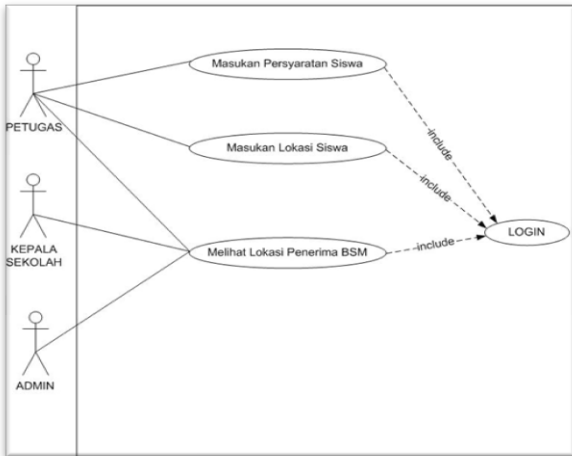 Masukan Persyaratan Siswa
PETUGAS
include
Masukan Lokasi Siswa
include
KEPALA
SEKOLAH
Melihat Lokasi Penerima BSM
include
LOGIN
ADMIN